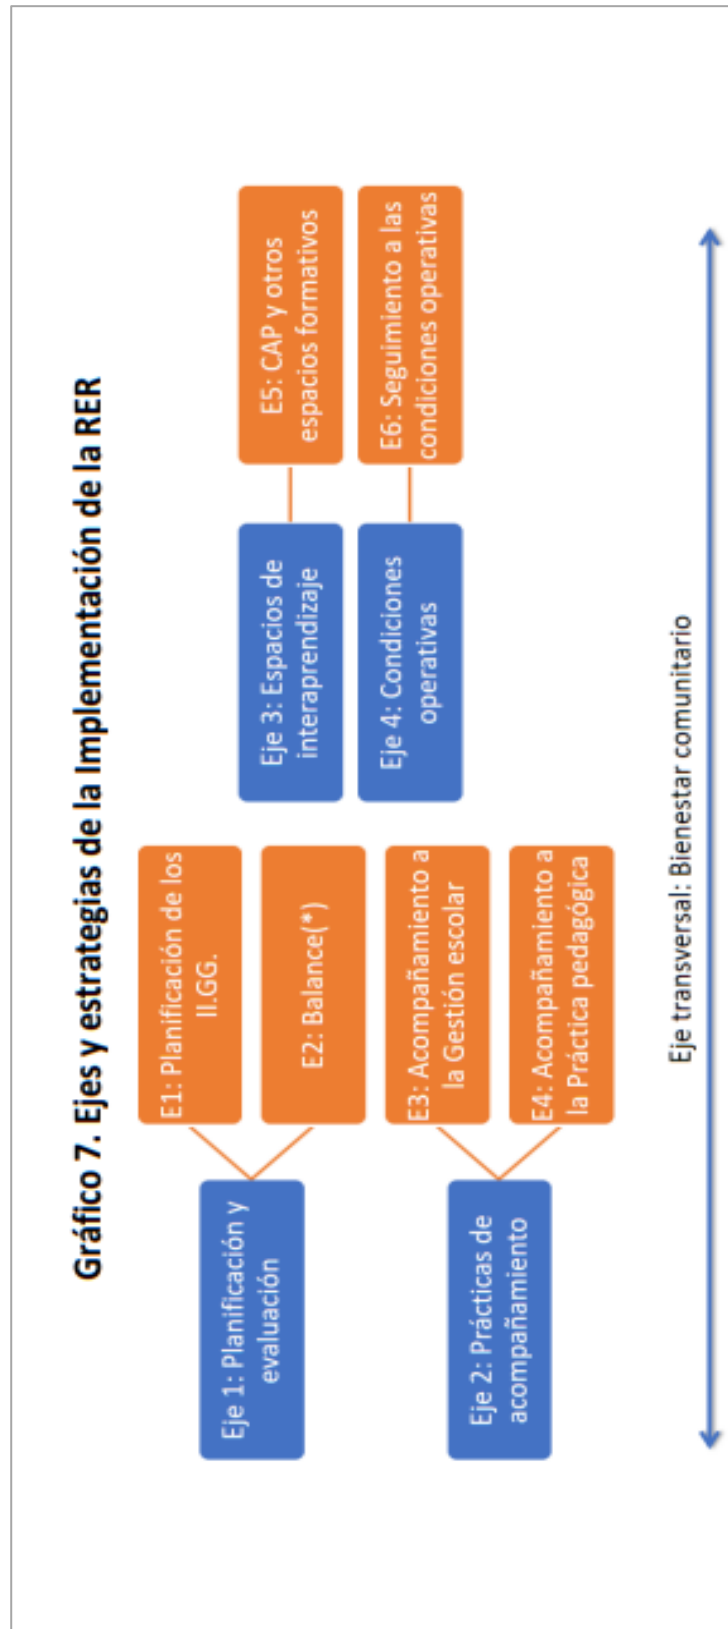 Gráfico 7. Ejes y estrategias de la Implementación de la RER
Eje 1: Planificación y
evaluación
E1: Planificación de los
II.GG.
E2: Balance(*)
Eje 2: Prácticas de
acompañamiento
E3: Acompañamiento a
la Gestión escolar
E4: Acompañamiento a
la Práctica pedagógica
Eje 3: Espacios de
interaprendizaje
E5: CAP y otros
espacios formativos
Eje 4: Condiciones
operativas
E6: Seguimiento a las
condiciones operativas
Eje transversal: Bienestar comunitario